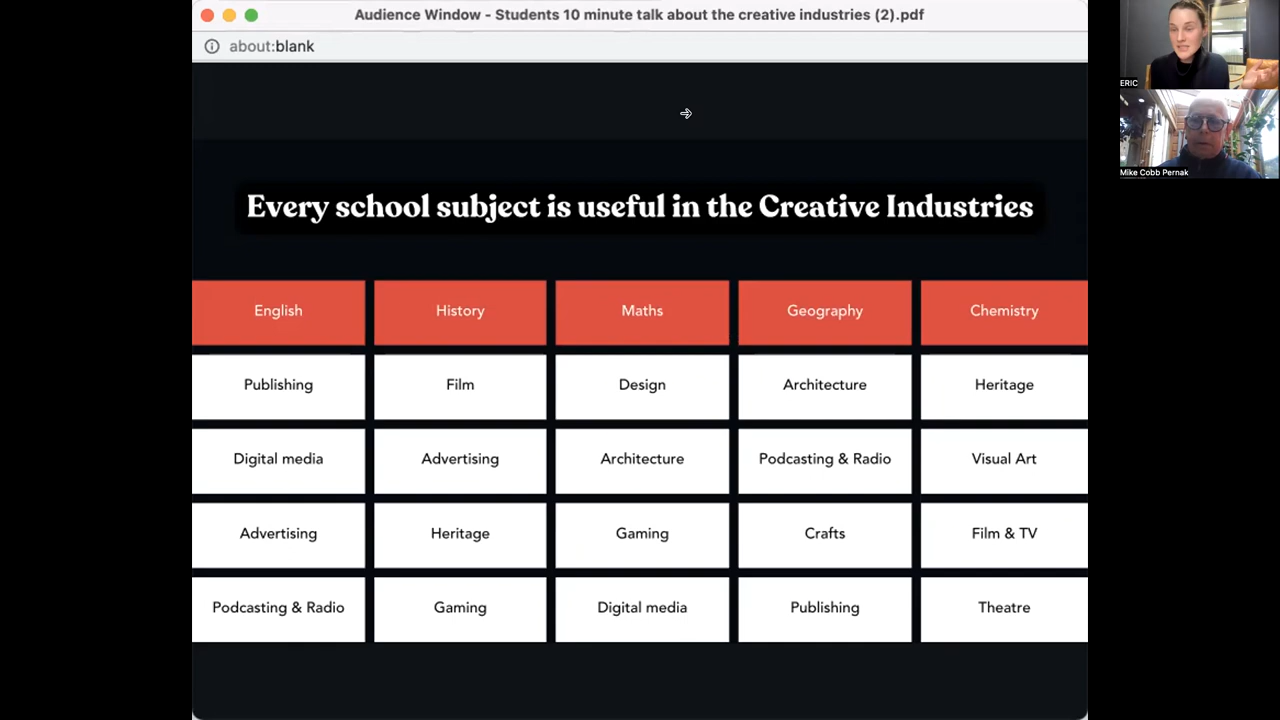 Audience Window - Students 10 minute talk about the creative industries (2).pdf
about:blank
ERIC
Mike Cobb Pernak
Every school subject is useful in the Creative Industries
English History Maths Geography Chemistry
Publishing Film Design Architecture Heritage
Digital media Advertising Architecture Podcasting & Radio Visual Art
Advertising Heritage Gaming Crafts Film & TV
Podcasting & Radio Gaming Digital media Publishing Theatre